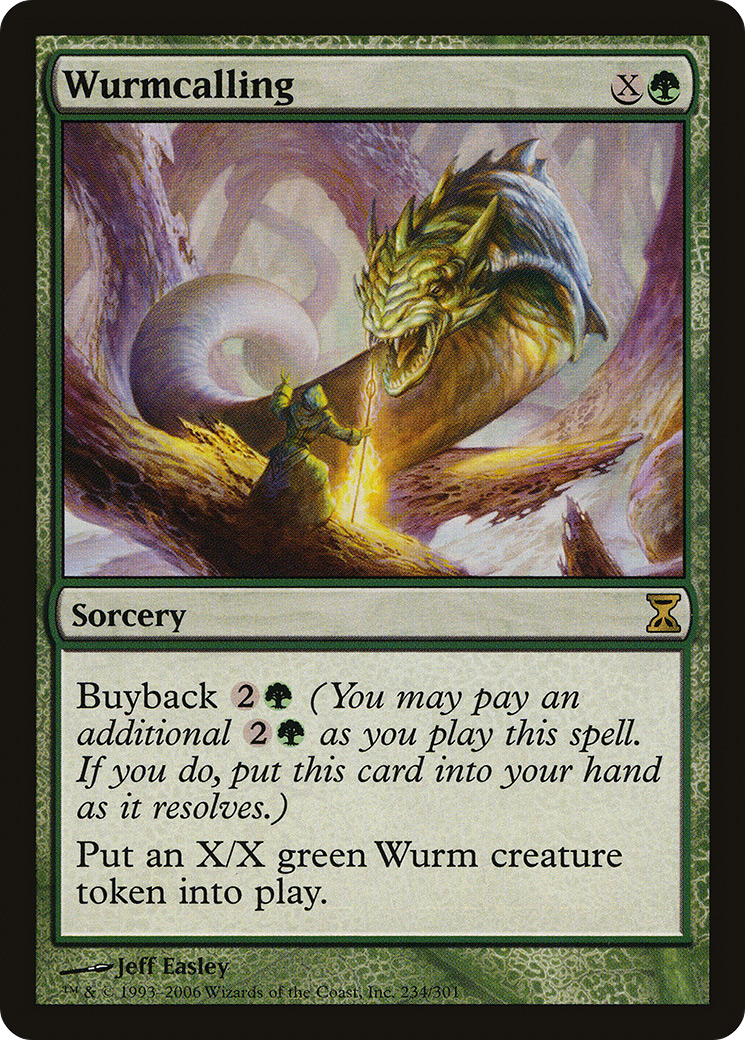 Wurmcalling X
Sorcery
Buyback 2 (You may pay an
additional 2 as you play this spell.
If you do, put this card into your hand
as it resolves.)
Put an X/X green Wurm creature
token into play.
Jeff Easley
™ & © 1993–2006 Wizards of the Coast, Inc. 234/301